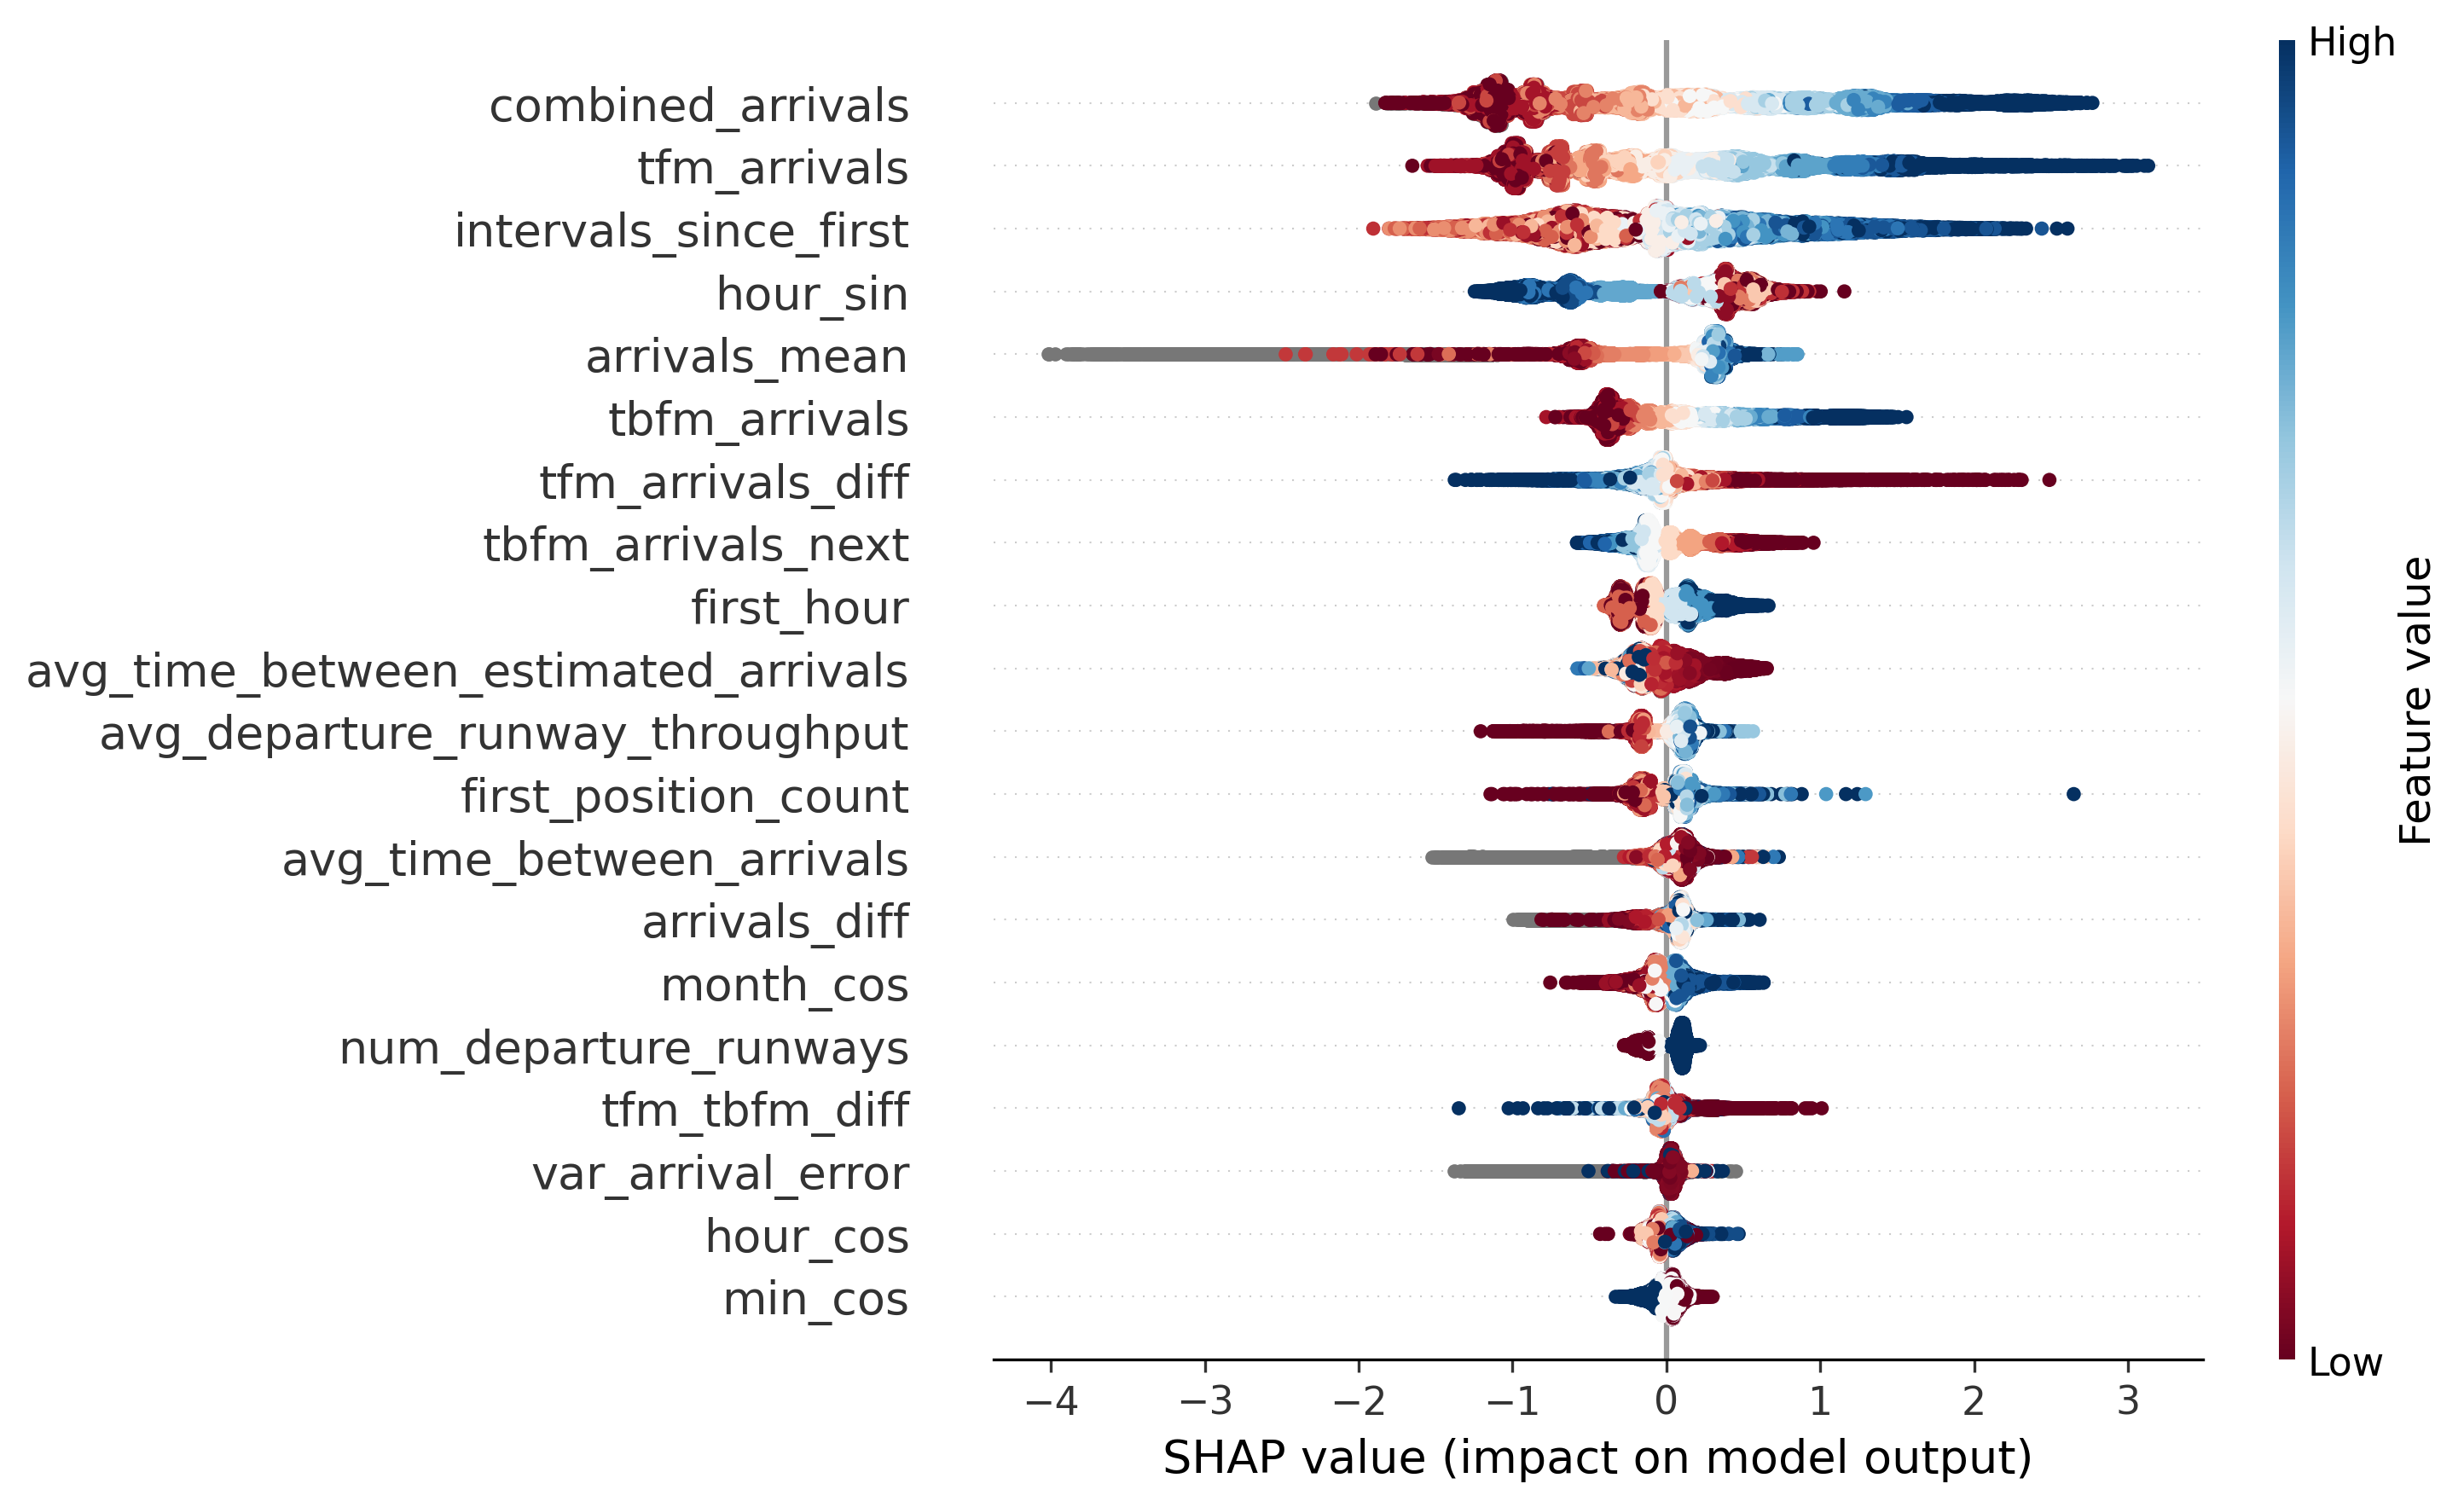 High
combined_arrivals
tfm_arrivals
intervals_since_first
hour_sin
arrivals_mean
tbfm_arrivals
tfm_arrivals_diff
tbfm_arrivals_next
first_hour
avg_time_between_estimated_arrivals
avg_departure_runway_throughput
first_position_count
avg_time_between_arrivals
arrivals_diff
month_cos
num_departure_runways
tfm_tbfm_diff
var_arrival_error
hour_cos
min_cos
Feature value
Low
−4 −3 −2 −1 0 1 2 3
SHAP value (impact on model output)